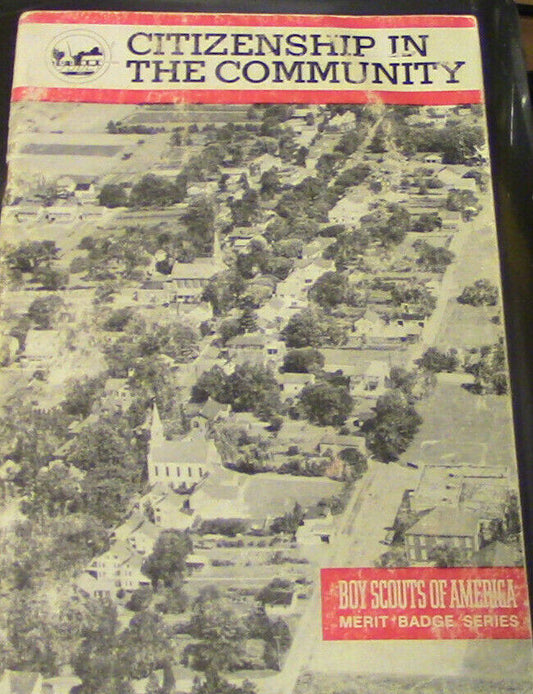 CITIZENSHIP IN
THE COMMUNITY
BOY SCOUTS OF AMERICA
MERIT BADGE SERIES